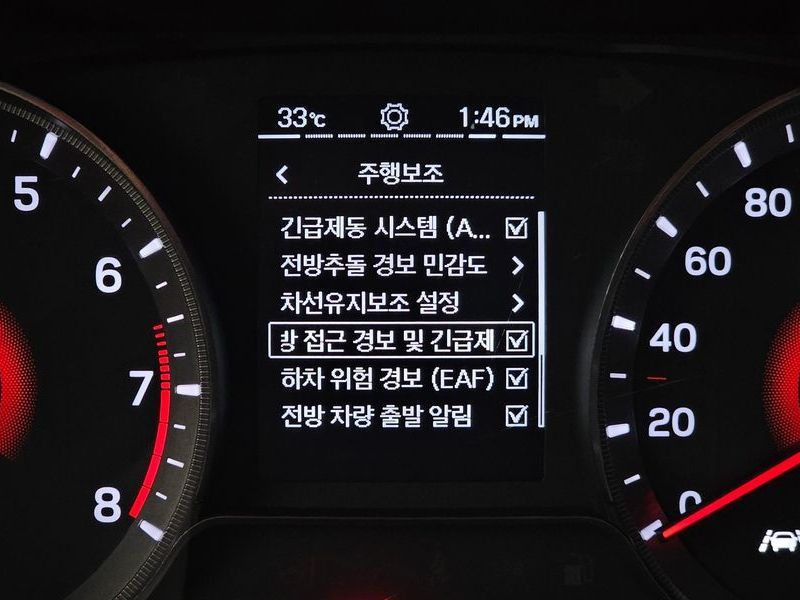 33℃ 1:46PM
< 주행보조
긴급제동 시스템 (A...
전방추돌 경보 민감도 >
차선유지보조 설정 >
방 접근 경보 및 긴급제
하차 위험 경보 (EAF)
전방 차량 출발 알림
5
6
7
8
80
60
40
20
0